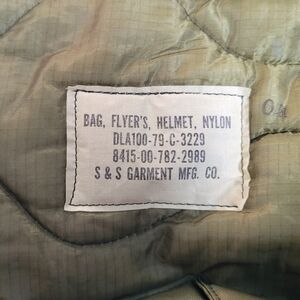 BAG, FLYER'S, HELMET, NYLON
DLA100-79-C-3229
8415-00-782-2989
S & S GARMENT MFG. CO.